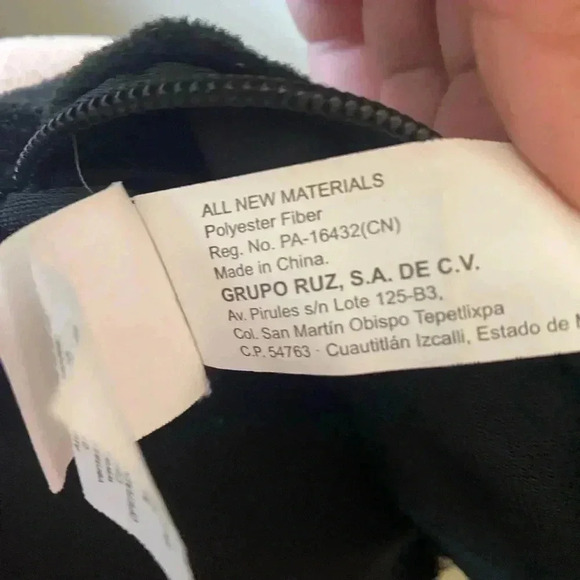 ALL NEW MATERIALS
Polyester Fiber
Reg. No. PA-16432(CN)
Made in China.
GRUPO RUZ, S.A. DE C.V.
Av. Pirules s/n Lote 125-B3,
Col. San Martín Obispo Tepetlixpa
C.P. 54763 - Cuautitlán Izcalli, Estado de